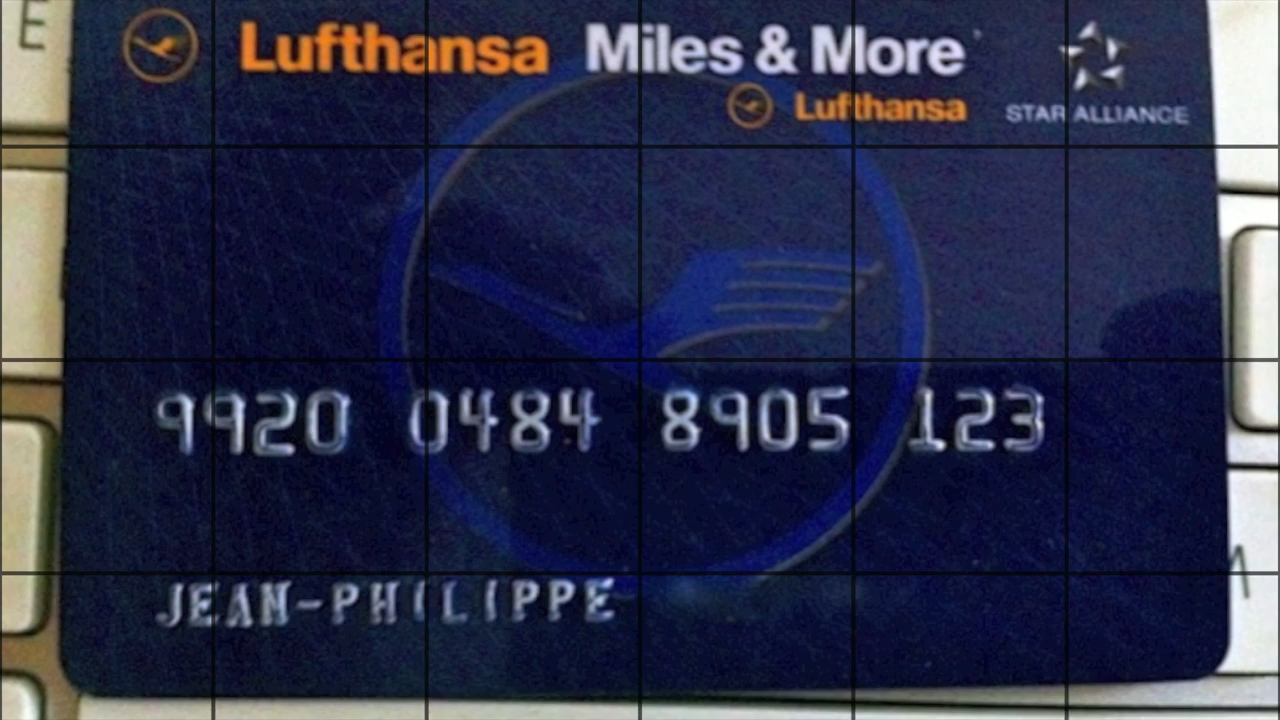 E
Lufthansa Miles & More
Lufthansa
STAR ALLIANCE
9920 0484 8905 123
JEAN-PHILIPPE